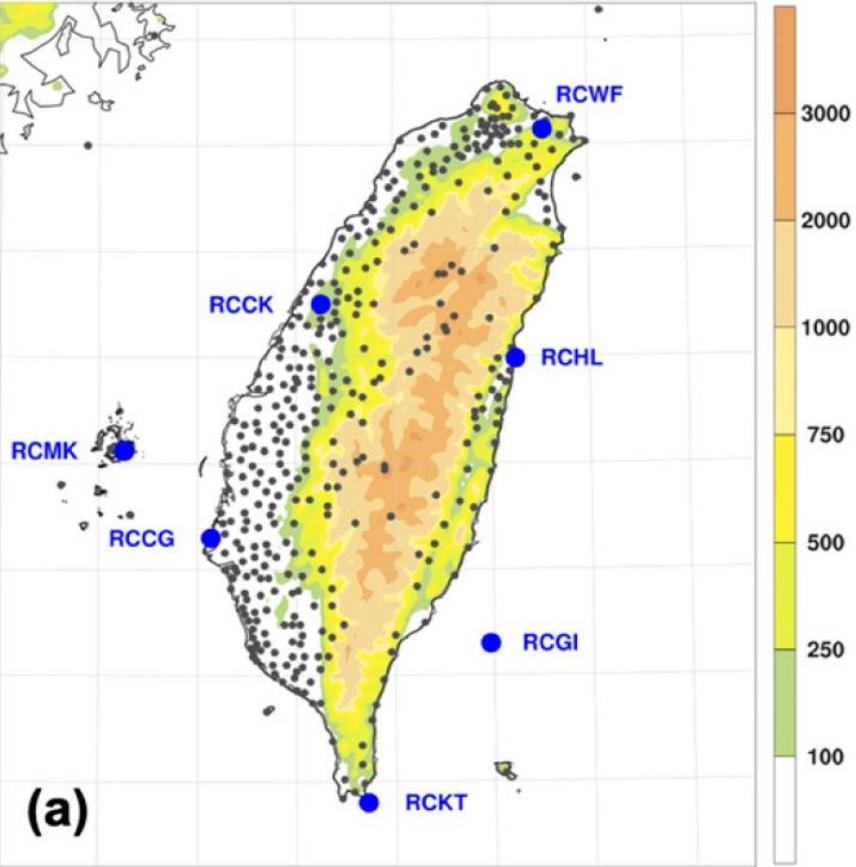 RCWF
3000
2000
RCCK
1000
RCHL
750
RCMK
500
RCCG
RCGI
250
100
(a)
RCKT